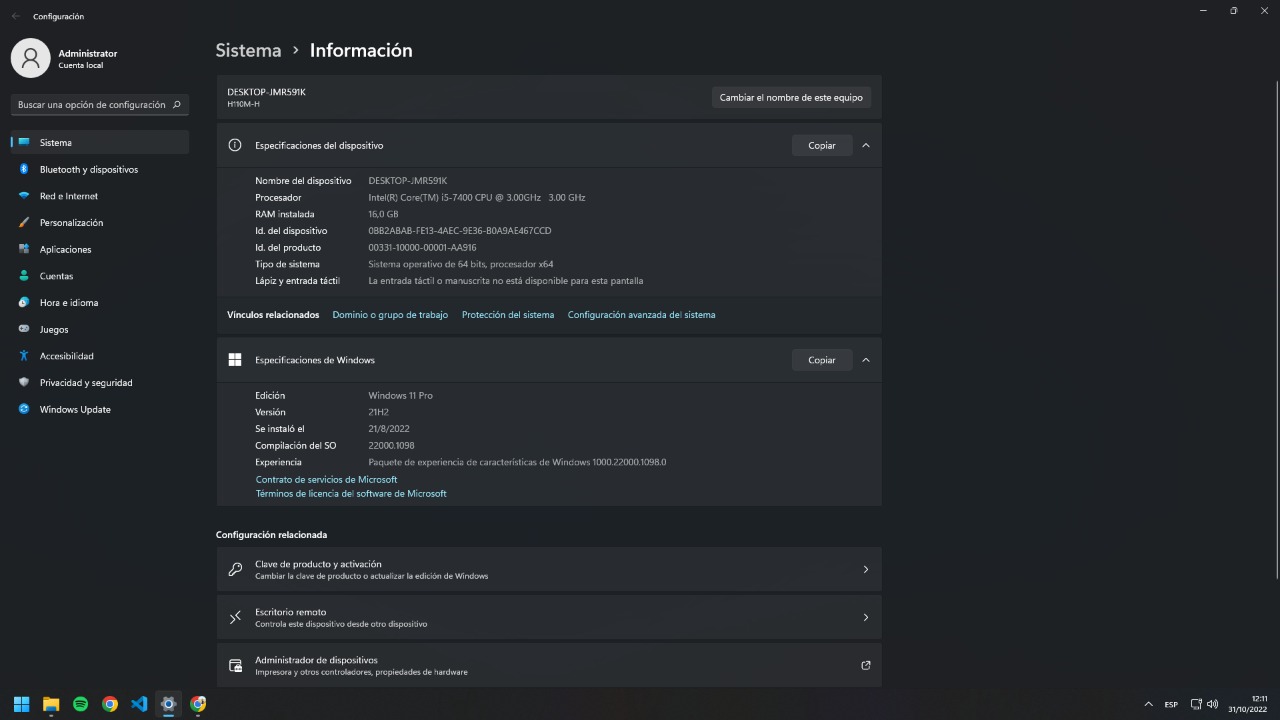 Configuración
Administrator
Cuenta local
Buscar una opción de configuración
Sistema
Bluetooth y dispositivos
Red e Internet
Personalización
Aplicaciones
Cuentas
Hora e idioma
Juegos
Accesibilidad
Privacidad y seguridad
Windows Update
Sistema > Información
DESKTOP-JMR591K
H110M-H
Cambiar el nombre de este equipo
Especificaciones del dispositivo Copiar
Nombre del dispositivo DESKTOP-JMR591K
Procesador Intel(R) Core(TM) i5-7400 CPU @ 3.00GHz 3.00 GHz
RAM instalada 16,0 GB
Id. del dispositivo 0BB2ABAB-FE13-4AEC-9E36-B0A9AE467CCD
Id. del producto 00331-10000-00001-AA916
Tipo de sistema Sistema operativo de 64 bits, procesador x64
Lápiz y entrada táctil La entrada táctil o manuscrita no está disponible para esta pantalla
Vínculos relacionados Dominio o grupo de trabajo Protección del sistema Configuración avanzada del sistema
Especificaciones de Windows Copiar
Edición Windows 11 Pro
Versión 21H2
Se instaló el 21/8/2022
Compilación del SO 22000.1098
Experiencia Paquete de experiencia de características de Windows 1000.22000.1098.0
Contrato de servicios de Microsoft
Términos de licencia del software de Microsoft
Configuración relacionada
Clave de producto y activación
Cambiar la clave de producto o actualizar la edición de Windows
Escritorio remoto
Controla este dispositivo desde otro dispositivo
Administrador de dispositivos
Impresora y otros controladores, propiedades de hardware
ESP
12:11
31/10/2022